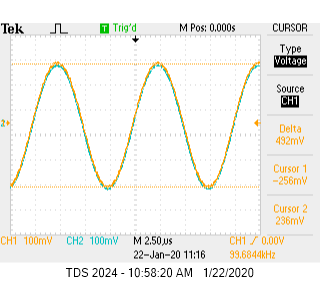 Tek T Trig'd M Pos: 0.000s CURSOR
Type
Voltage
Source
CH1
2
Delta
492mV
Cursor 1
-256mV
Cursor 2
236mV
CH1 100mV CH2 100mV M 2.50µs CH1 / 0.00V
22-Jan-20 11:16 99.6844kHz
TDS 2024 - 10:58:20 AM 1/22/2020